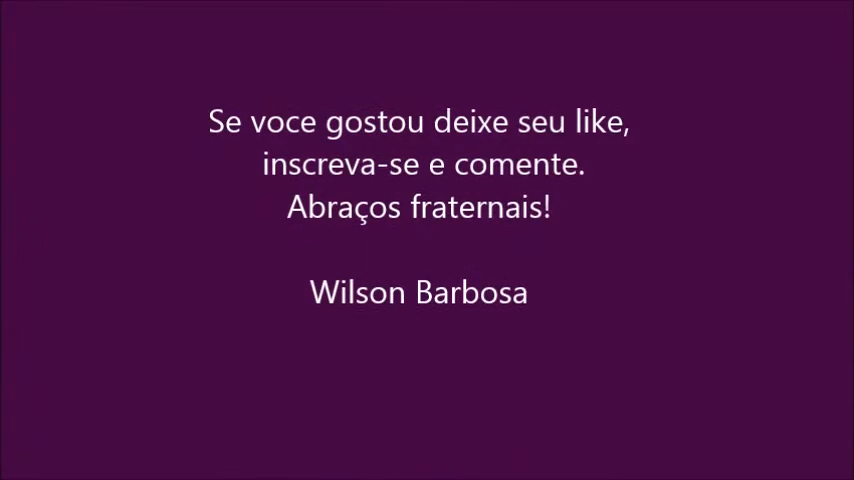 Se voce gostou deixe seu like,
inscreva-se e comente.
Abraços fraternais!
Wilson Barbosa